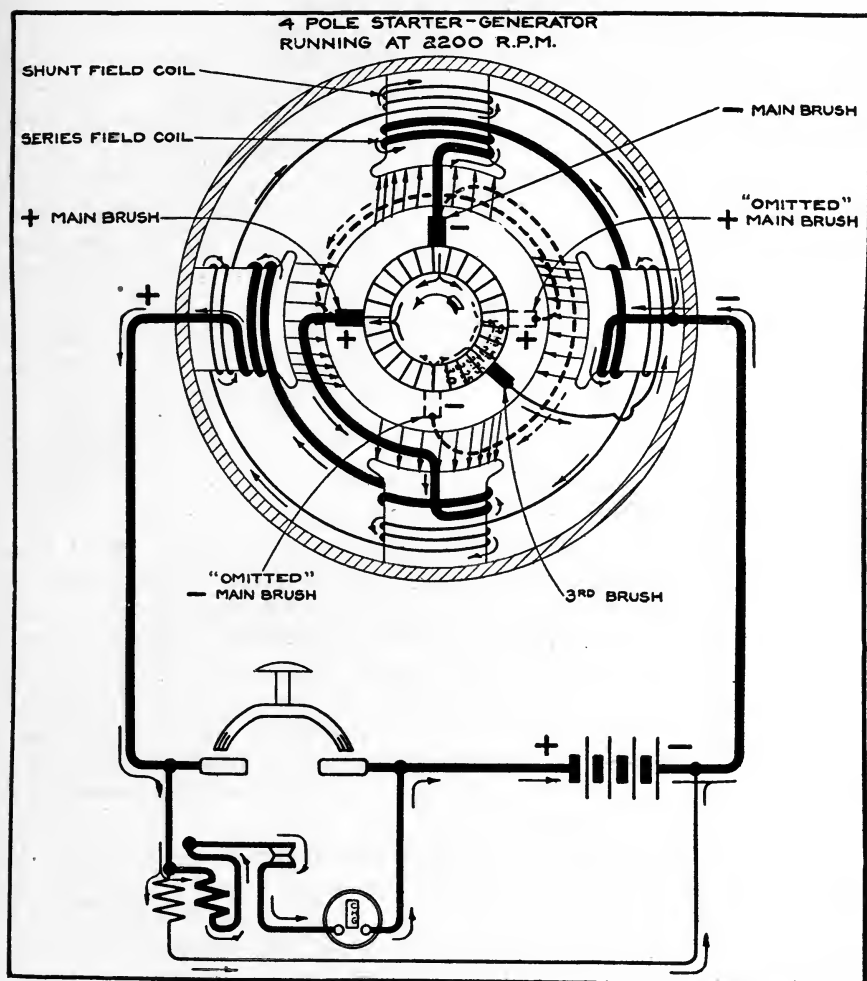 4 POLE STARTER-GENERATOR
RUNNING AT 2200 R.P.M.
SHUNT FIELD COIL
SERIES FIELD COIL
- MAIN BRUSH
+ MAIN BRUSH
"OMITTED"
+ MAIN BRUSH
-
+
+
+
-
-
"OMITTED"
- MAIN BRUSH
3RD BRUSH
+
-
CHG